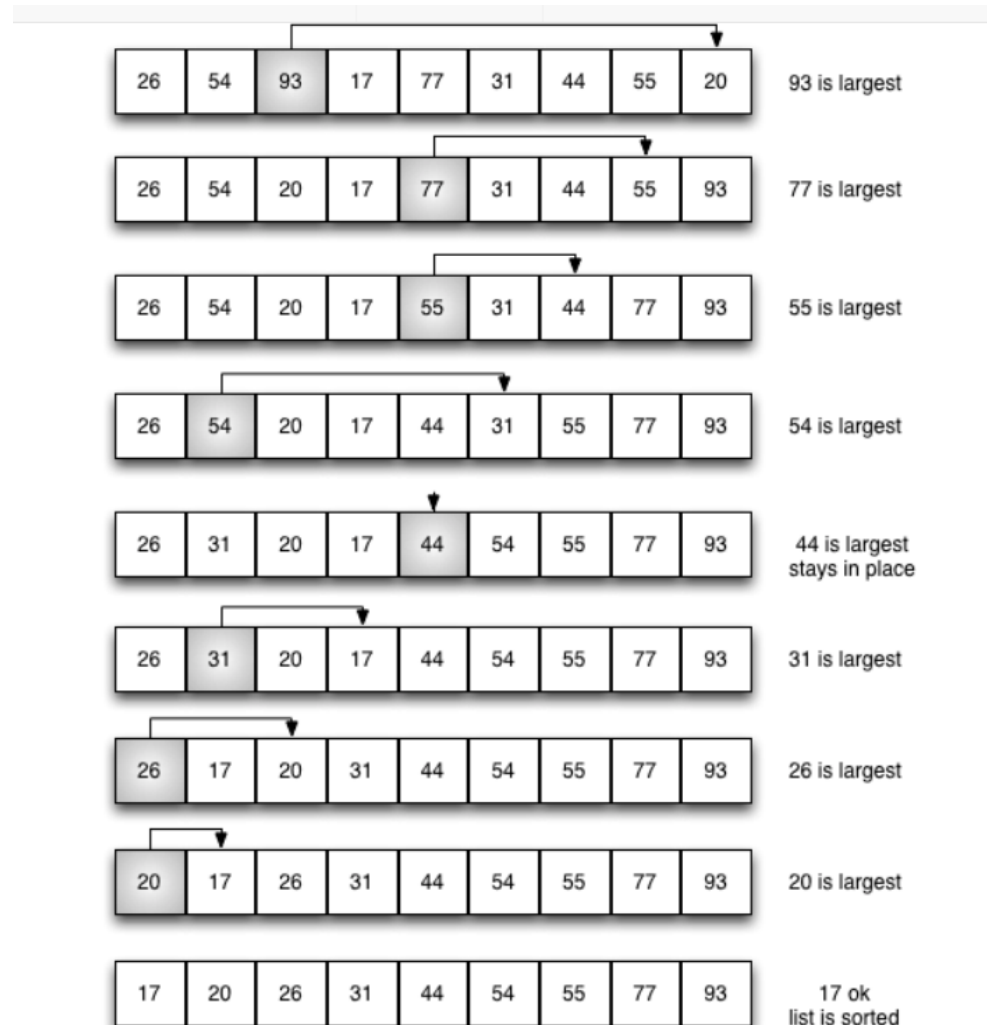 26 54 93 17 77 31 44 55 20 93 is largest
26 54 20 17 77 31 44 55 93 77 is largest
26 54 20 17 55 31 44 77 93 55 is largest
26 54 20 17 44 31 55 77 93 54 is largest
26 31 20 17 44 54 55 77 93 44 is largest
stays in place
26 31 20 17 44 54 55 77 93 31 is largest
26 17 20 31 44 54 55 77 93 26 is largest
20 17 26 31 44 54 55 77 93 20 is largest
17 20 26 31 44 54 55 77 93 17 ok
list is sorted